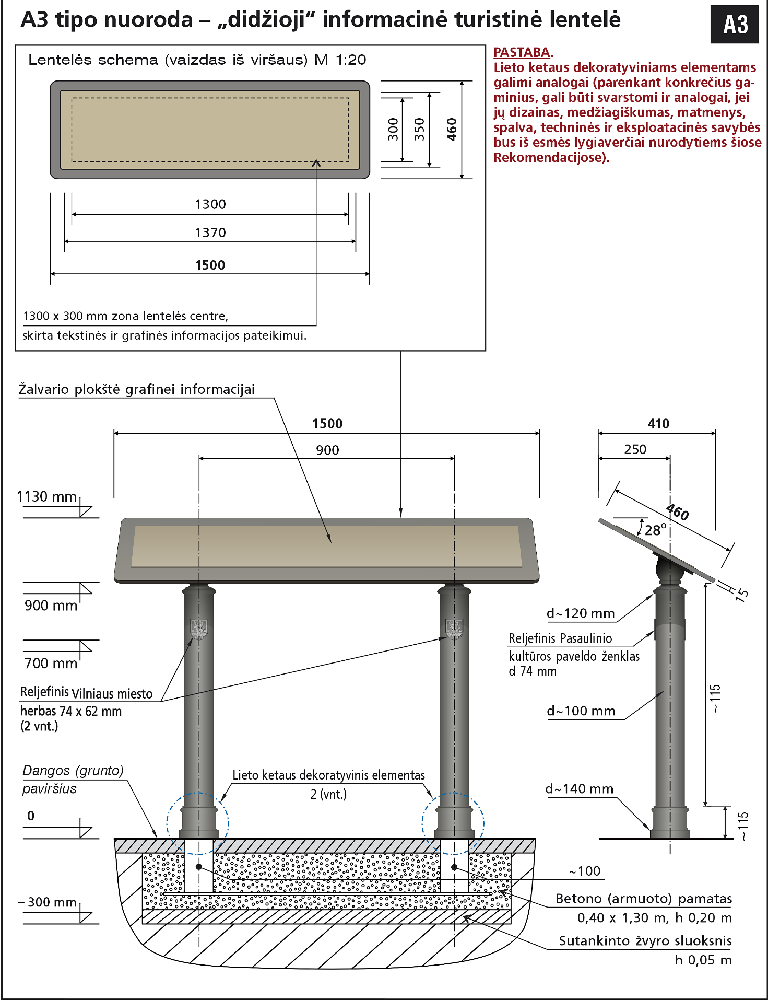 A3 tipo nuoroda – „didžioji“ informacinė turistinė lentelė
A3
Lentelės schema (vaizdas iš viršaus) M 1:20
300
350
460
1300
1370
1500
1300 x 300 mm zona lentelės centre,
skirta tekstinės ir grafinės informacijos pateikimui.
PASTABA.
Lieto ketaus dekoratyviniams elementams
galimi analogai (parenkant konkrečius ga-
minius, gali būti svarstomi ir analogai, jei
jų dizainas, medžiagiškumas, matmenys,
spalva, techninės ir eksploatacinės savybės
bus iš esmės lygiaverčiai nurodytiems šiose
Rekomendacijose).
Žalvario plokštė grafinei informacijai
1500
900
410
250
1130 mm
460
28°
15
900 mm
d~120 mm
Reljefinis Pasaulinio
kultūros paveldo ženklas
d 74 mm
700 mm
Reljefinis Vilniaus miesto
herbas 74 x 62 mm
(2 vnt.)
~115
d~100 mm
Dangos (grunto)
paviršius
Lieto ketaus dekoratyvinis elementas
2 (vnt.)
d~140 mm
0
~115
~100
– 300 mm
Betono (armuoto) pamatas
0,40 x 1,30 m, h 0,20 m
Sutankinto žvyro sluoksnis
h 0,05 m